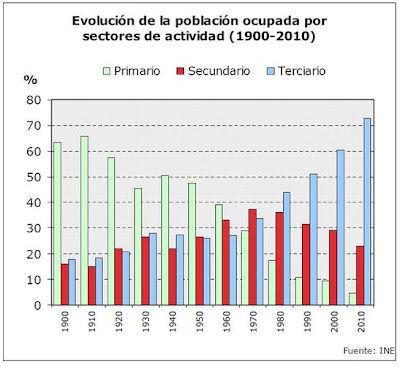 Evolución de la población ocupada por
sectores de actividad (1900-2010)
Primario Secundario Terciario
%
80
70
60
50
40
30
20
10
0
1900 1910 1920 1930 1940 1950 1960 1970 1980 1990 2000 2010
Fuente: INE